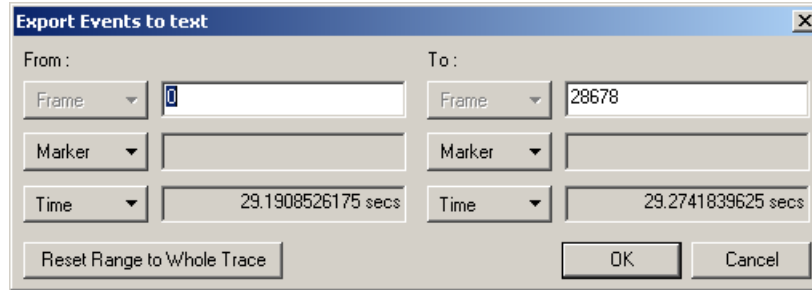 Export Events to text
From :
To :
Frame 0
Frame 28678
Marker
Marker
Time 29.1908526175 secs
Time 29.2741839625 secs
Reset Range to Whole Trace
OK
Cancel